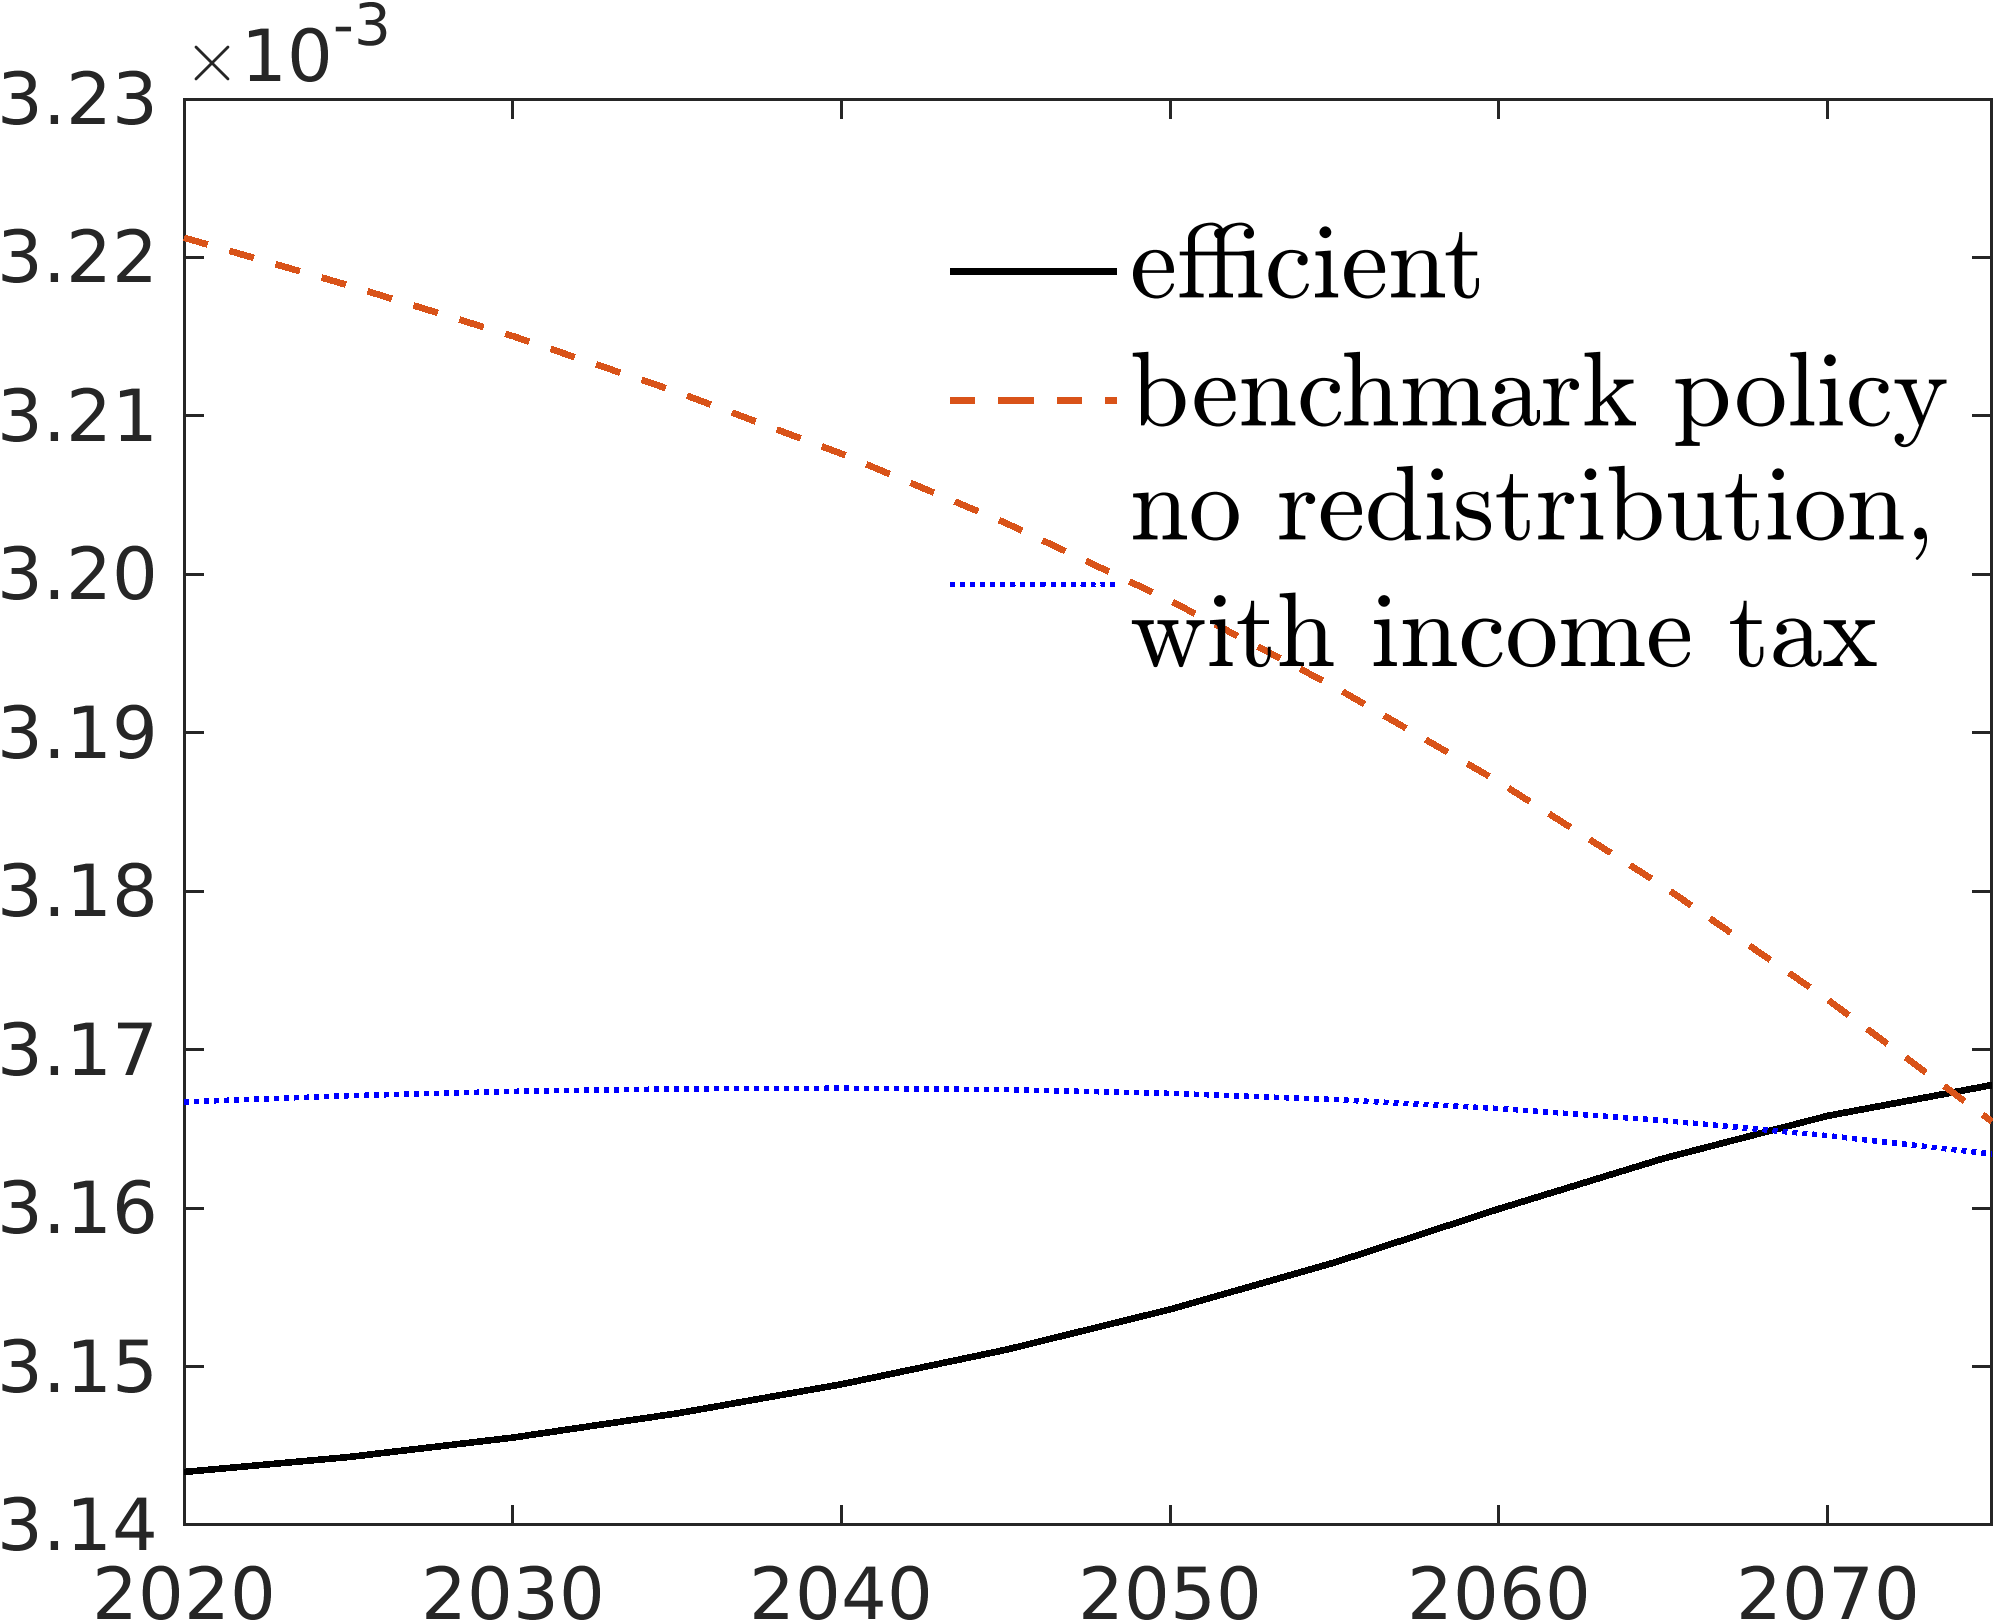 ×10-3
3.23
3.22
3.21
3.20
3.19
3.18
3.17
3.16
3.15
3.14
efficient
benchmark policy
no redistribution,
with income tax
2020 2030 2040 2050 2060 2070